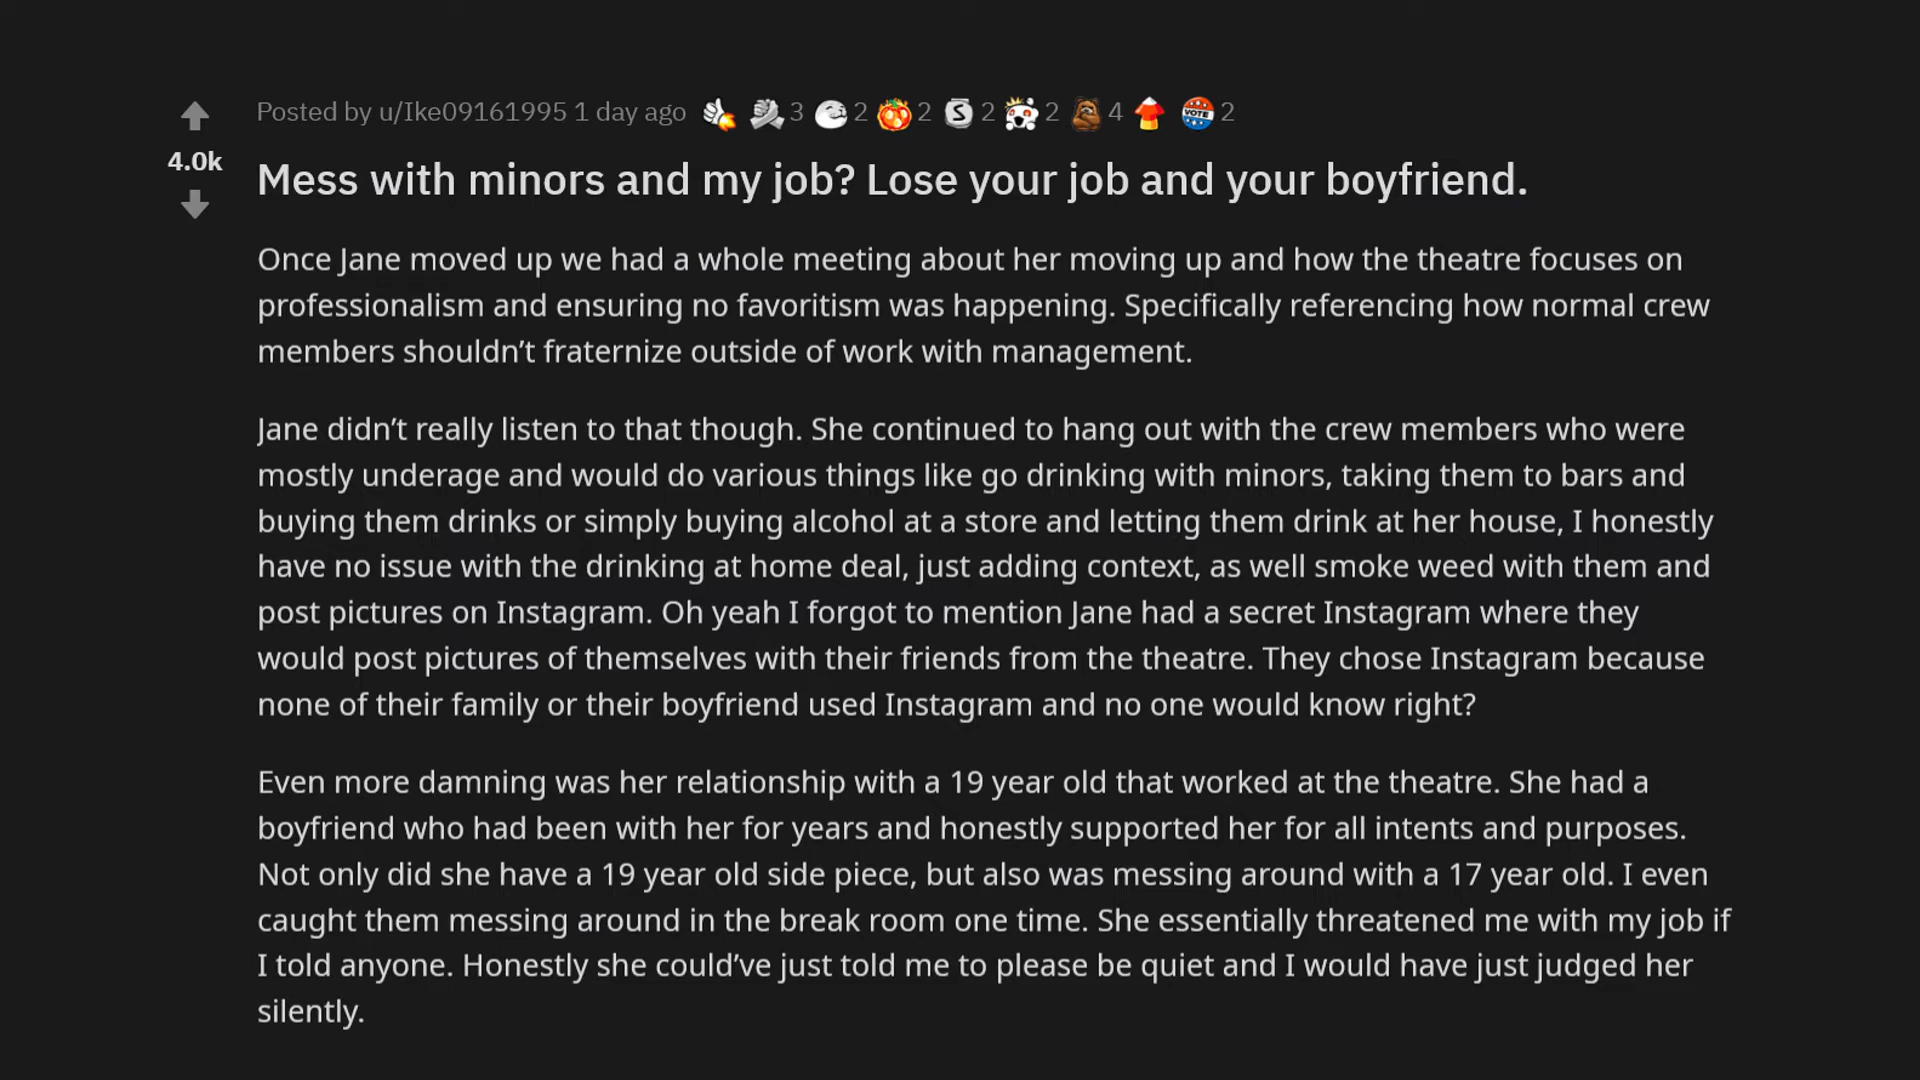 Posted by u/Ike09161995 1 day ago 3 2 2 S 2 2 4 VOTE 2
4.0k
Mess with minors and my job? Lose your job and your boyfriend.
Once Jane moved up we had a whole meeting about her moving up and how the theatre focuses on
professionalism and ensuring no favoritism was happening. Specifically referencing how normal crew
members shouldn’t fraternize outside of work with management.
Jane didn’t really listen to that though. She continued to hang out with the crew members who were
mostly underage and would do various things like go drinking with minors, taking them to bars and
buying them drinks or simply buying alcohol at a store and letting them drink at her house, I honestly
have no issue with the drinking at home deal, just adding context, as well smoke weed with them and
post pictures on Instagram. Oh yeah I forgot to mention Jane had a secret Instagram where they
would post pictures of themselves with their friends from the theatre. They chose Instagram because
none of their family or their boyfriend used Instagram and no one would know right?
Even more damning was her relationship with a 19 year old that worked at the theatre. She had a
boyfriend who had been with her for years and honestly supported her for all intents and purposes.
Not only did she have a 19 year old side piece, but also was messing around with a 17 year old. I even
caught them messing around in the break room one time. She essentially threatened me with my job if
I told anyone. Honestly she could’ve just told me to please be quiet and I would have just judged her
silently.